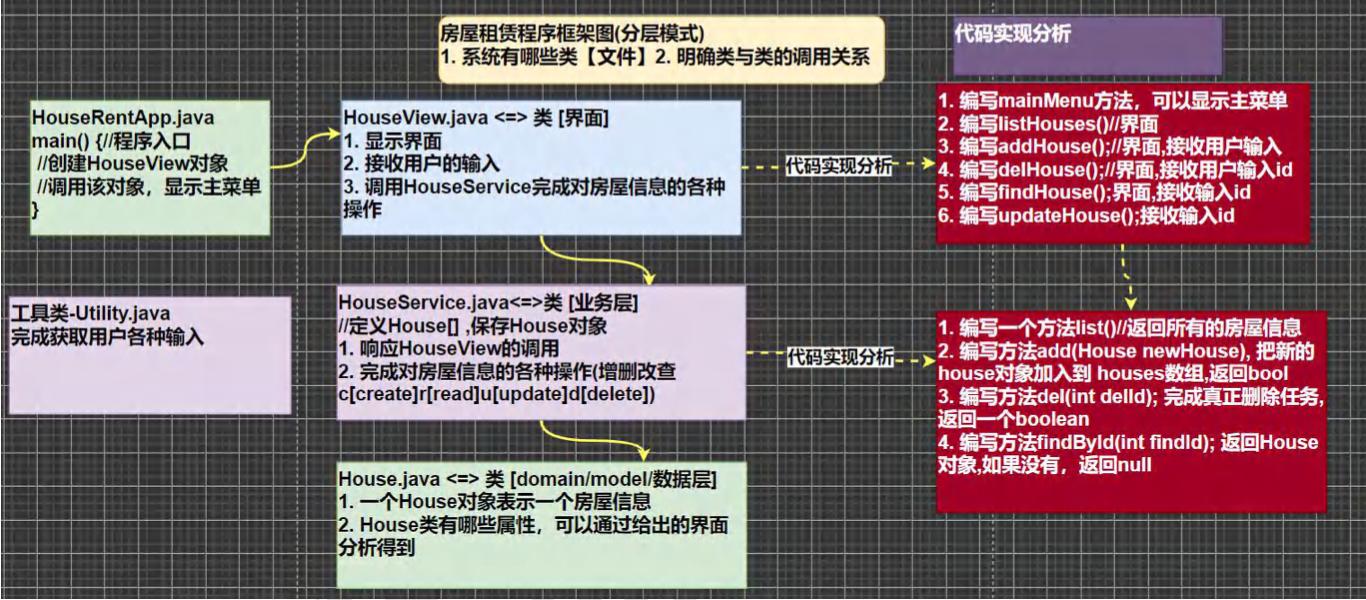 房屋租赁程序框架图(分层模式)
1. 系统有哪些类【文件】2. 明确类与类的调用关系
代码实现分析
HouseRentApp.java
main() {//程序入口
//创建HouseView对象
//调用该对象，显示主菜单
}
HouseView.java <=> 类 [界面]
1. 显示界面
2. 接收用户的输入
3. 调用HouseService完成对房屋信息的各种
操作
代码实现分析
1. 编写mainMenu方法，可以显示主菜单
2. 编写listHouses()//界面
3. 编写addHouse();//界面,接收用户输入
4. 编写delHouse();//界面,接收用户输入id
5. 编写findHouse();界面,接收输入id
6. 编写updateHouse();接收输入id
工具类-Utility.java
完成获取用户各种输入
HouseService.java<=>类 [业务层]
//定义House[] ,保存House对象
1. 响应HouseView的调用
2. 完成对房屋信息的各种操作(增删改查
c[create]r[read]u[update]d[delete])
代码实现分析
1. 编写一个方法list()//返回所有的房屋信息
2. 编写方法add(House newHouse), 把新的
house对象加入到 houses数组,返回bool
3. 编写方法del(int delId); 完成真正删除任务,
返回一个boolean
4. 编写方法findById(int findId); 返回House
对象,如果没有，返回null
House.java <=> 类 [domain/model/数据层]
1. 一个House对象表示一个房屋信息
2. House类有哪些属性，可以通过给出的界面
分析得到